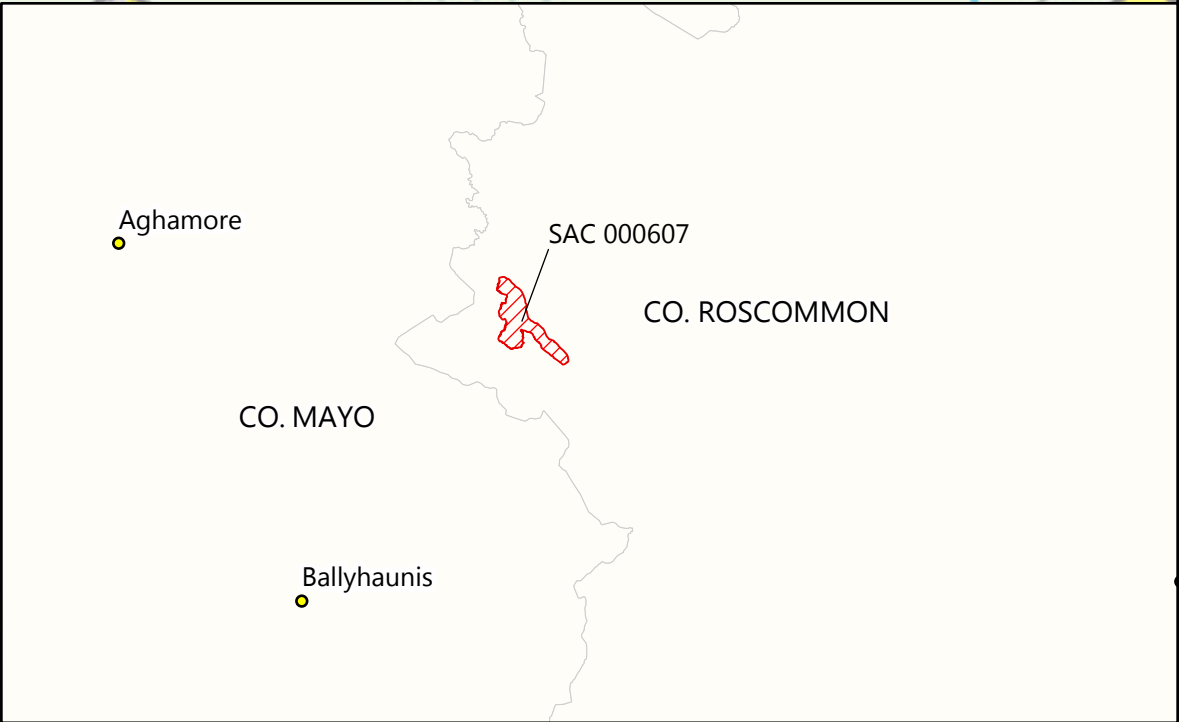 Aghamore
SAC 000607
CO. ROSCOMMON
CO. MAYO
Ballyhaunis